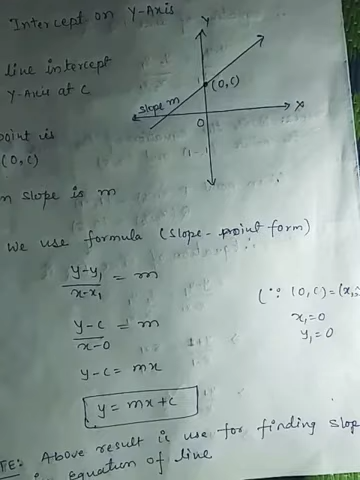 Intercept on Y-Axis
line intercept
Y-Axis at C
point is
(0,C)
Y
(0,C)
slope m
X
O
slope is m
We use formula (slope-point form)
y-y₁/x-x₁ = m
(∵ (0,C)=(x₁,
y-c/x-0 = m
x₁=0
y₁=0
y-c = mx
y = mx+c
TE: Above result is use for finding slop
Equation of line